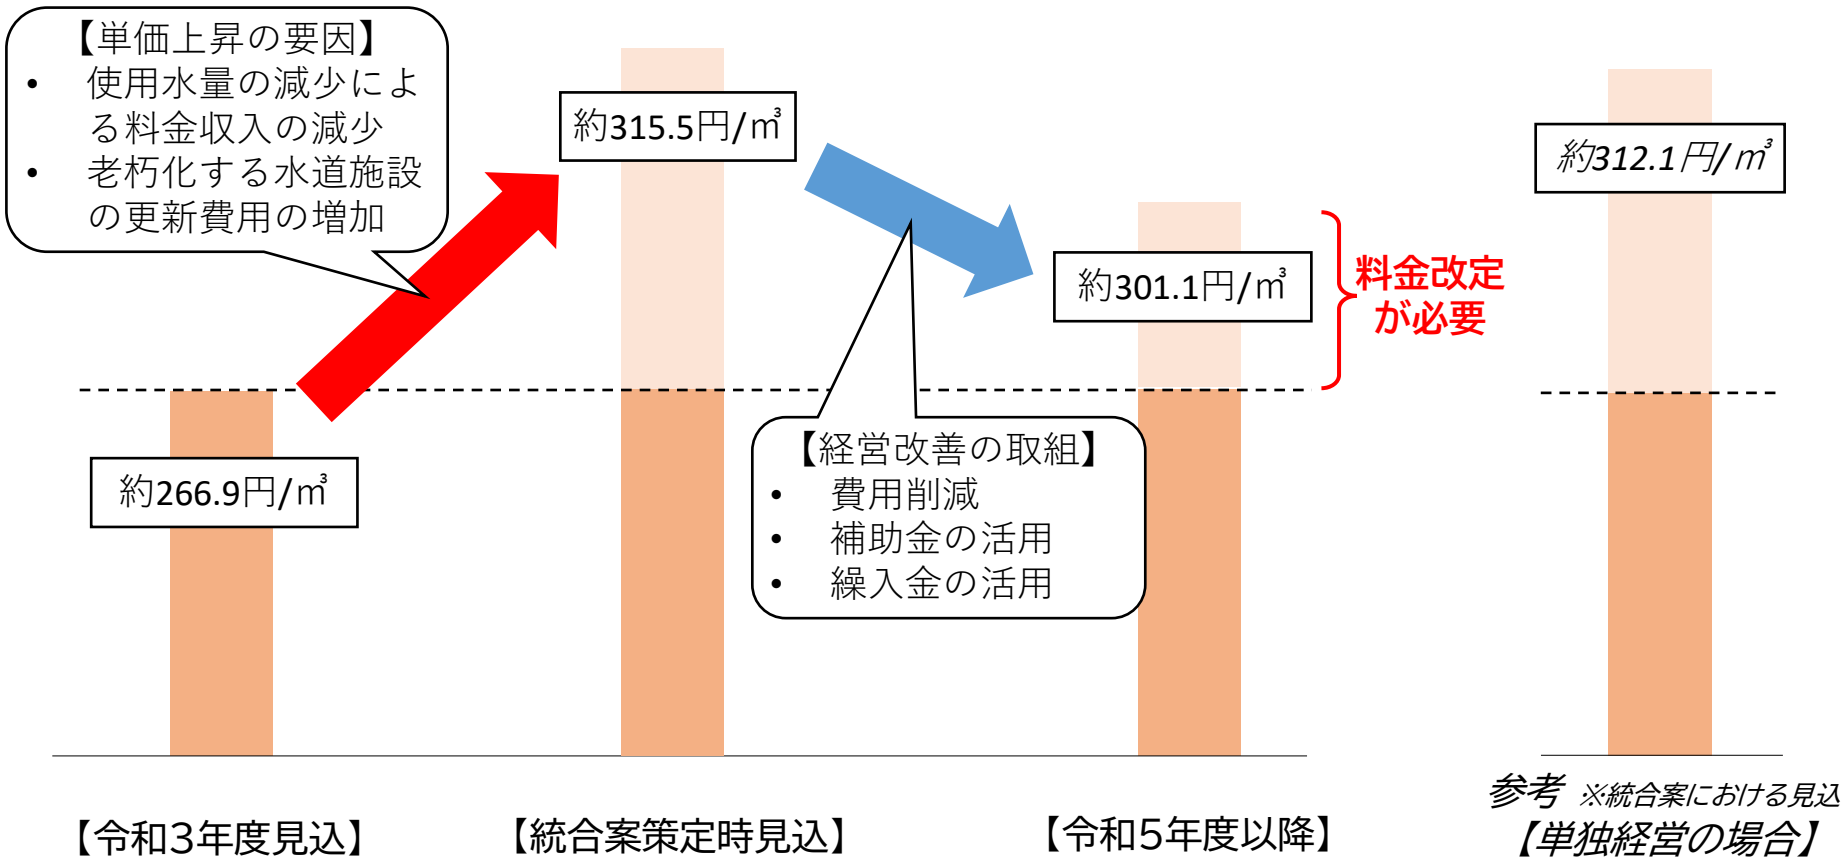 【単価上昇の要因】
• 使用水量の減少によ
る料金収入の減少
• 老朽化する水道施設
の更新費用の増加
約315.5円/㎥
約312.1円/㎥
約301.1円/㎥
料金改定
が必要
約266.9円/㎥
【経営改善の取組】
• 費用削減
• 補助金の活用
• 繰入金の活用
【令和３年度見込】
【統合案策定時見込】
【令和５年度以降】
参考 ※統合案における見込
【単独経営の場合】